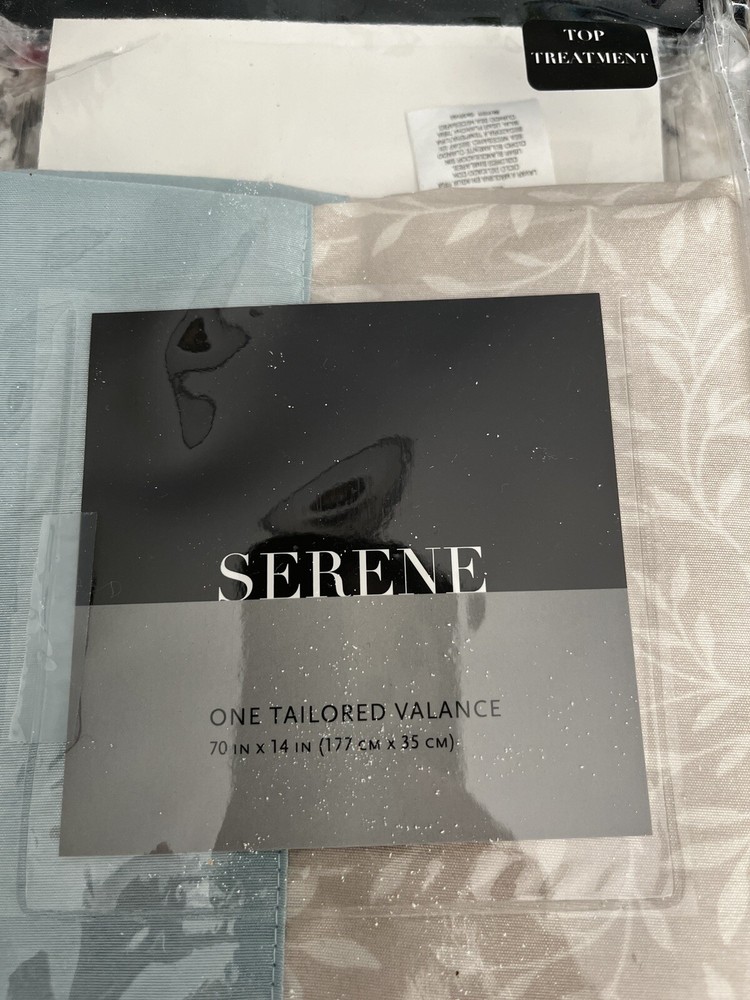 TOP
TREATMENT
SERENE
ONE TAILORED VALANCE
70 IN X 14 IN (177 CM X 35 CM)